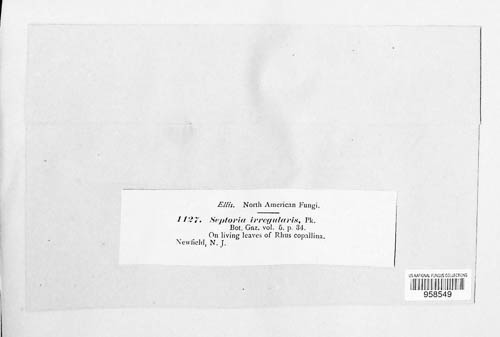 Ellis. North American Fungi.
1127. Septoria irregularis, Pk.
Bot. Gaz. vol. 5. p. 34.
On living leaves of Rhus copallina.
Newfield, N. J.
US NATIONAL FUNGUS COLLECTIONS
958549